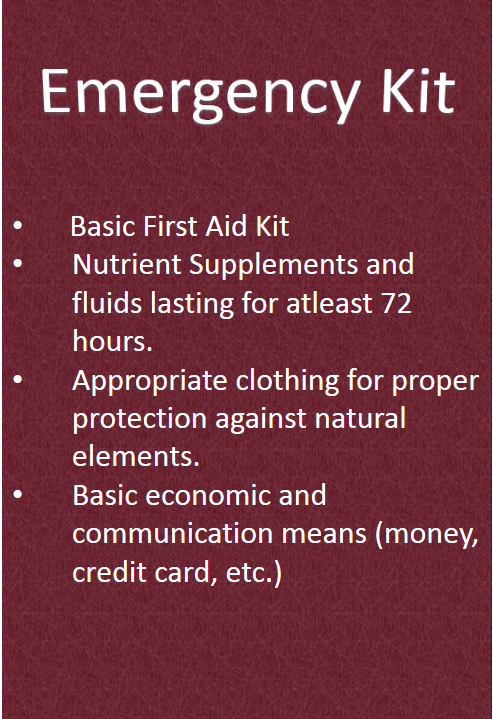 Emergency Kit
• Basic First Aid Kit
• Nutrient Supplements and
fluids lasting for atleast 72
hours.
• Appropriate clothing for proper
protection against natural
elements.
• Basic economic and
communication means (money,
credit card, etc.)